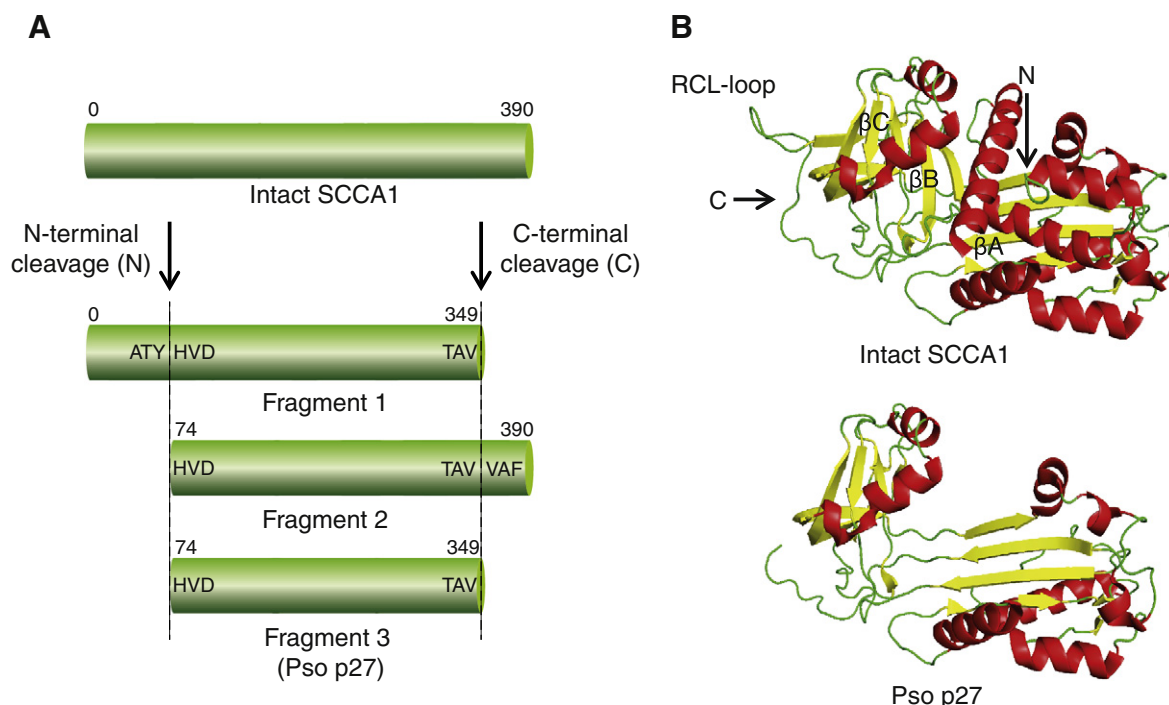 A
0 390
Intact SCCA1
N-terminal
cleavage (N)
C-terminal
cleavage (C)
0 349
ATY HVD TAV
Fragment 1
74 390
HVD TAV VAF
Fragment 2
74 349
HVD TAV
Fragment 3
(Pso p27)
B
RCL-loop
N
βC
βB
C
βA
Intact SCCA1
Pso p27